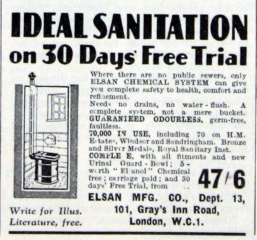 IDEAL SANITATION
on 30 Days' Free Trial
Where there are no public sewers, only
ELSAN CHEMICAL SYSTEM can give
you complete safety to health, comfort and
refinement.
Needs no drains, no water-flush. A
complete system, not a mere bucket.
GUARANTEED ODOURLESS, germ-free,
faultless.
70,000 IN USE, including 70 on H.M.
Estates, Windsor and Sandringham. Bronze
and Silver Medals, Royal Sanitary Inst.
COMPLETE, with all fitments and new
Urinal Guard-Bowl; 5-
worth "El and" Chemical
free; carriage paid; and 30
days' Free Trial, from
47/6
Write for Illus.
Literature, free.
ELSAN MFG. CO., Dept. 13,
101, Gray's Inn Road,
London, W.C.1.